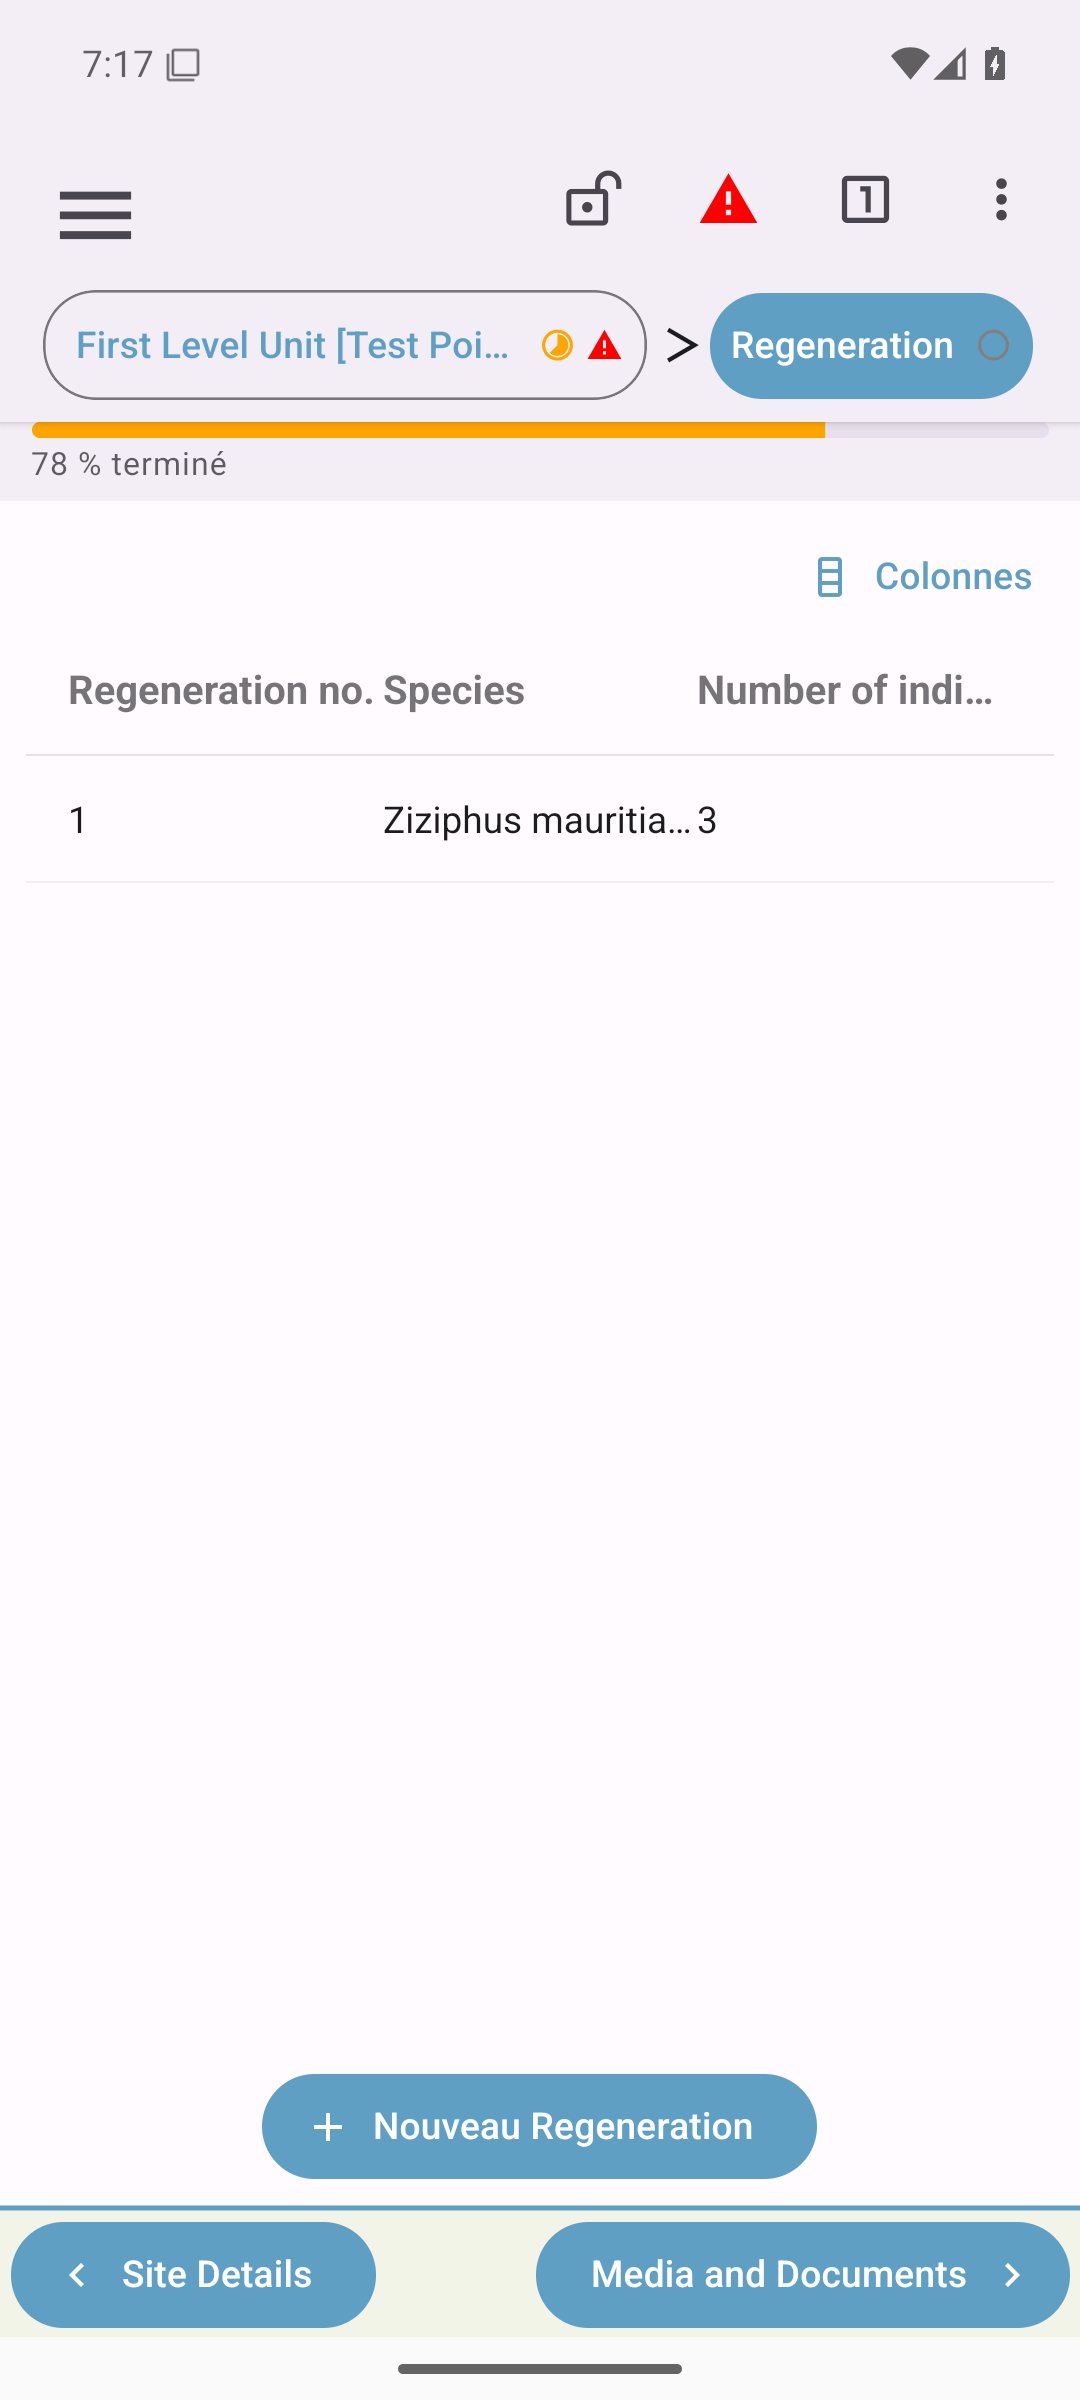 7:17
1
First Level Unit [Test Poi...
> Regeneration
78 % terminé
Colonnes
Regeneration no. Species Number of indi...
1 Ziziphus mauritia... 3
+ Nouveau Regeneration
Site Details
Media and Documents